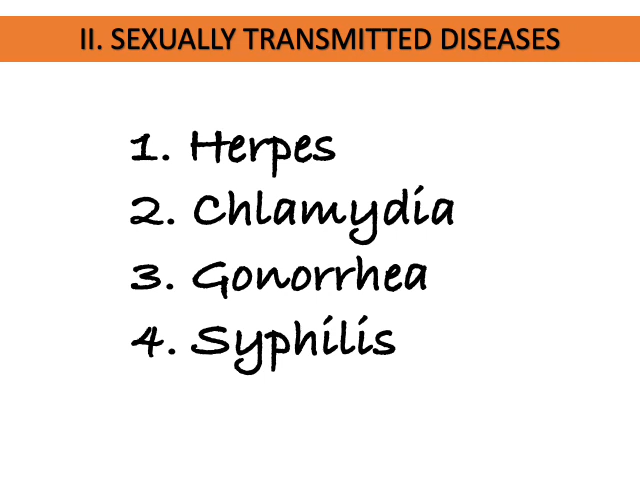 II. SEXUALLY TRANSMITTED DISEASES
1. Herpes
2. Chlamydia
3. Gonorrhea
4. Syphilis